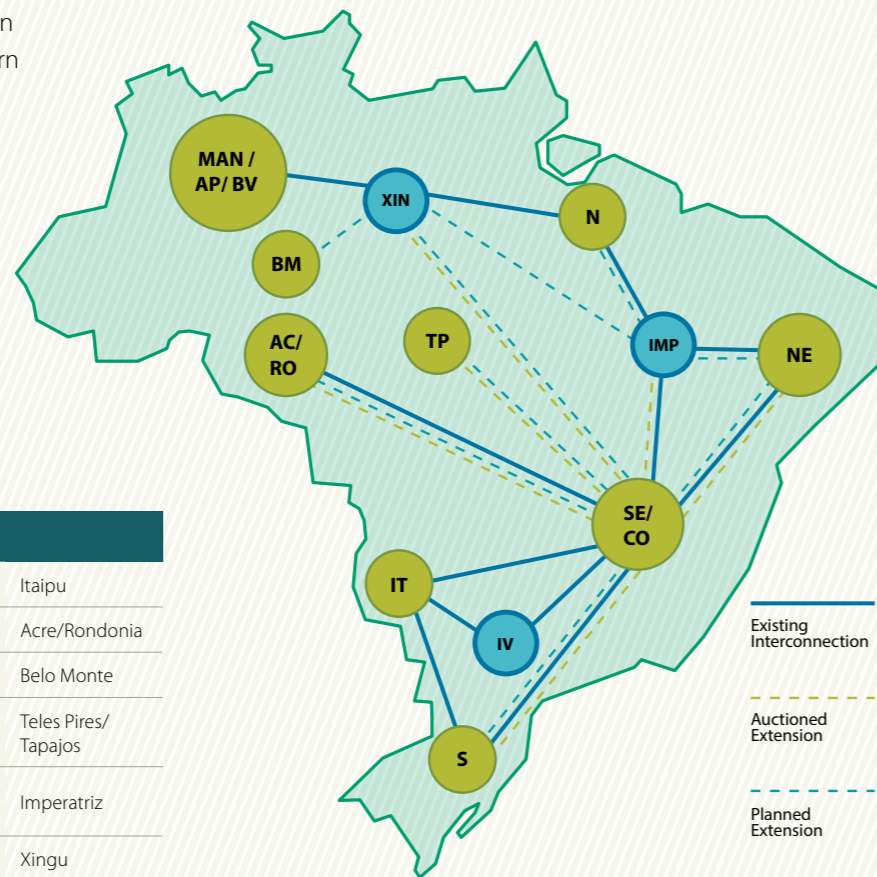 n
rn
MAN /
AP/ BV
XIN
N
BM
AC/
RO
TP
IMP
NE
SE/
CO
IT
IV
S
Itaipu
Acre/Rondonia
Belo Monte
Teles Pires/
Tapajos
Imperatriz
Xingu
Existing
Interconnection
Auctioned
Extension
Planned
Extension